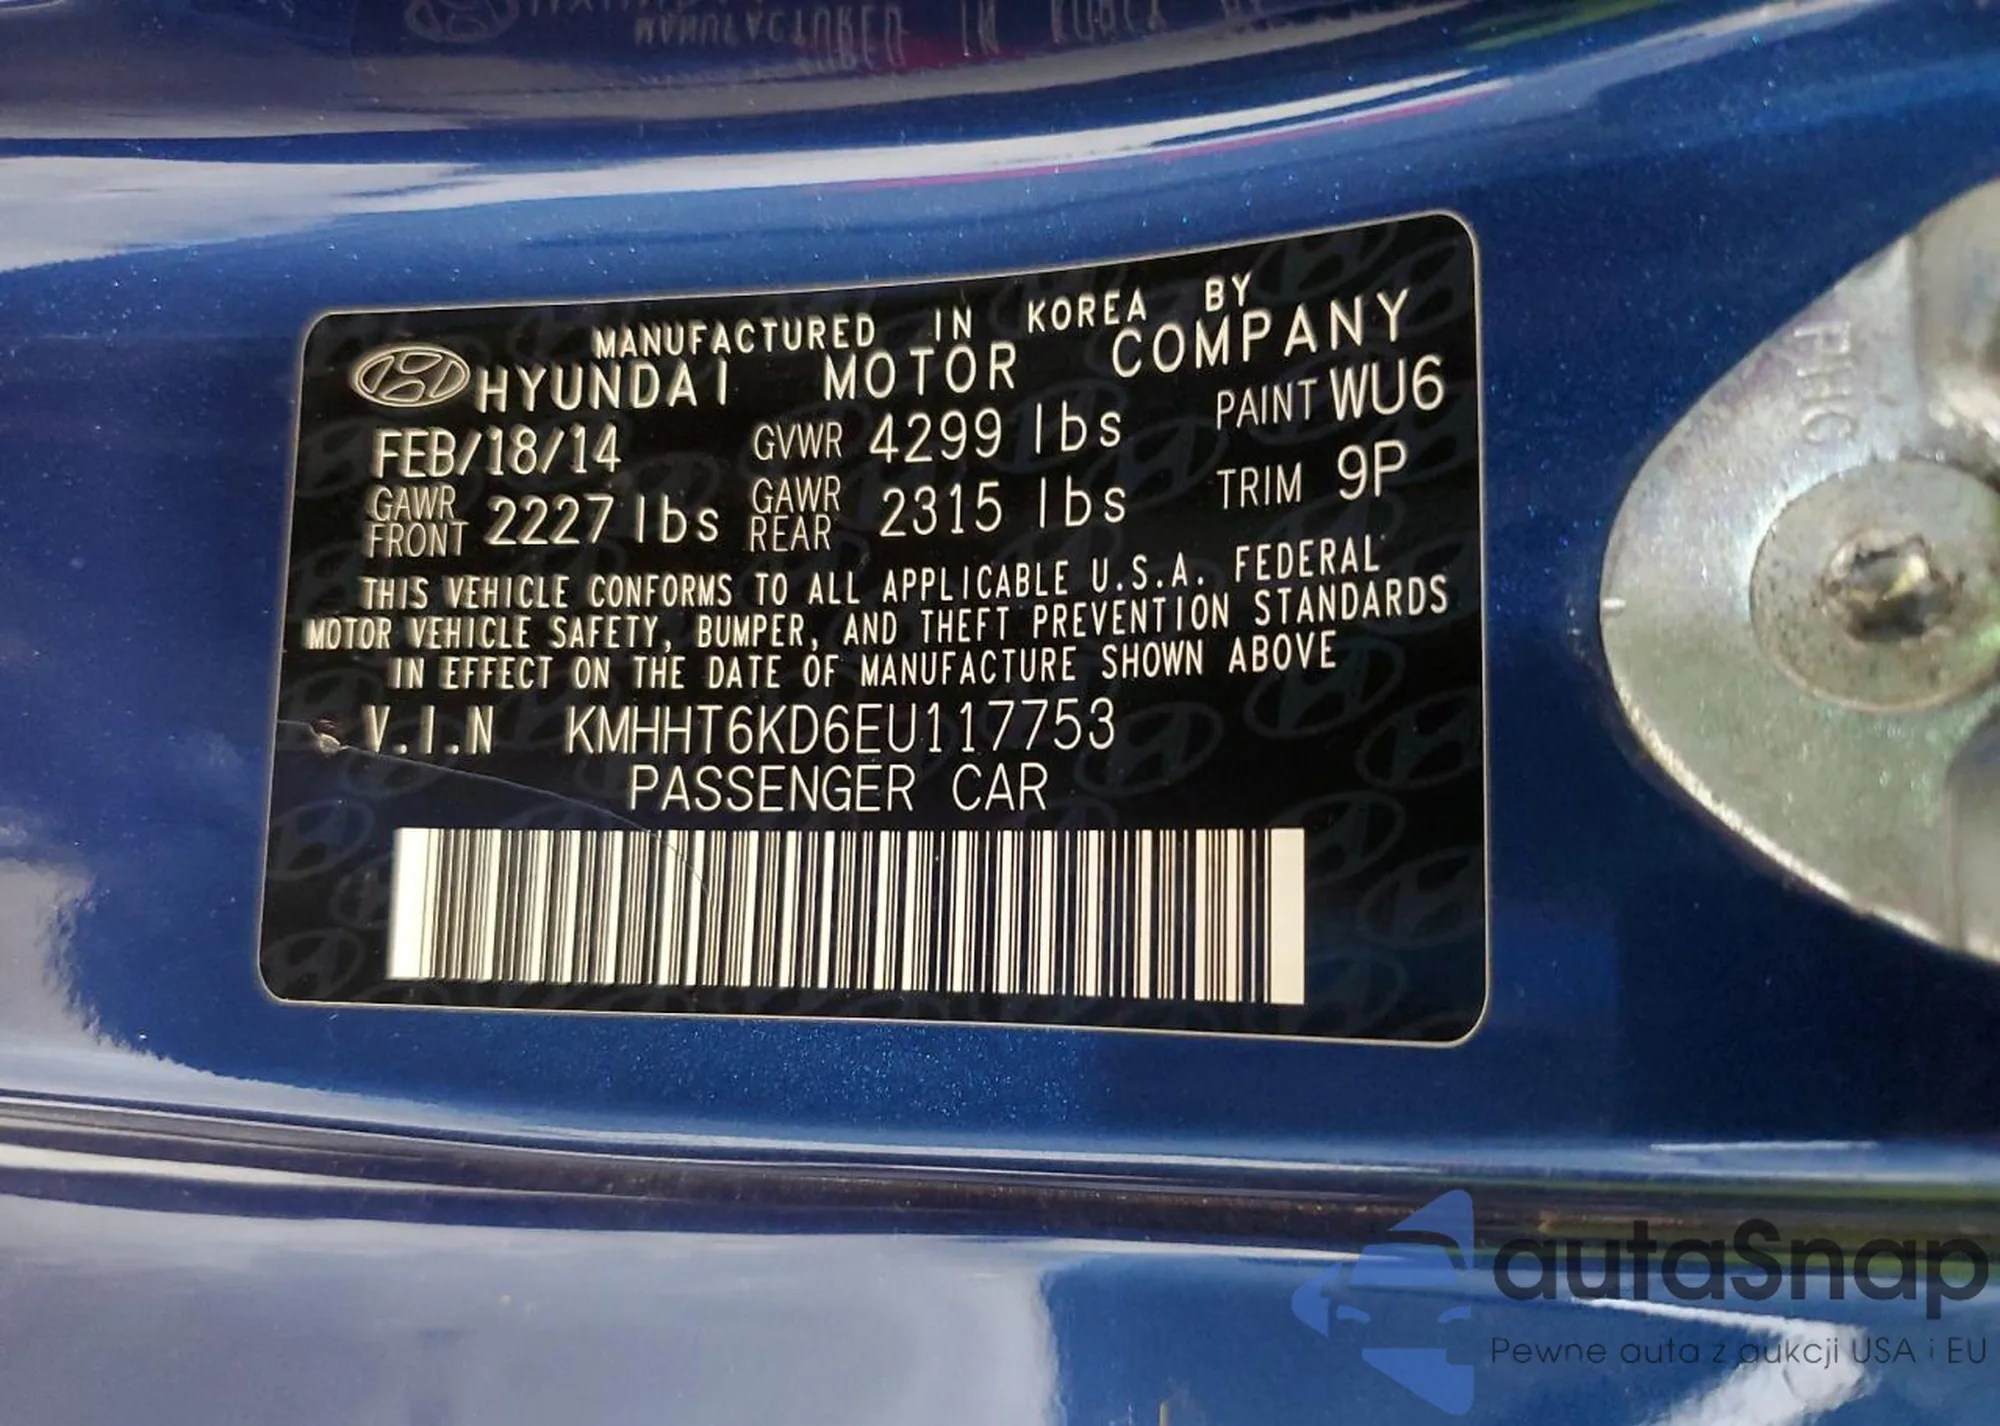 MANUFACTURED IN KOREA BY
HYUNDAI MOTOR COMPANY
FEB/18/14 GVWR 4299 lbs PAINT WU6
GAWR FRONT 2227 lbs GAWR REAR 2315 lbs TRIM 9P
THIS VEHICLE CONFORMS TO ALL APPLICABLE U.S.A. FEDERAL
MOTOR VEHICLE SAFETY, BUMPER, AND THEFT PREVENTION STANDARDS
IN EFFECT ON THE DATE OF MANUFACTURE SHOWN ABOVE
V.I.N KMHHT6KD6EU117753
PASSENGER CAR
autaSnap
Pewne auta z aukcji USA i EU